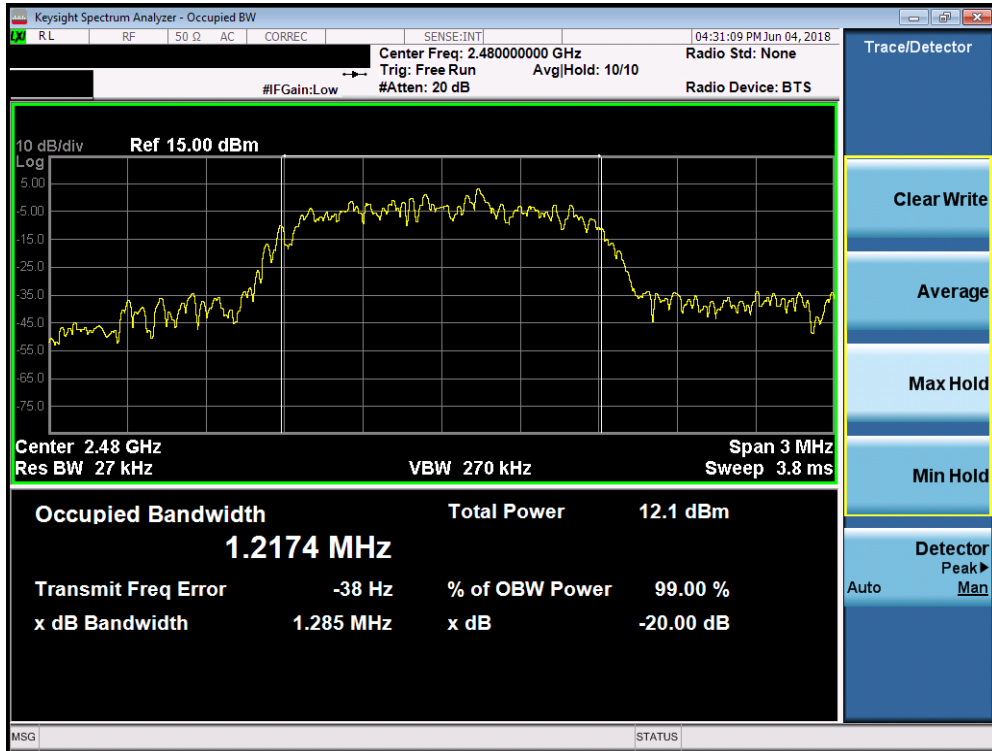 Keysight Spectrum Analyzer - Occupied BW
LXI RL RF 50 Ω AC CORREC SENSE:INT 04:31:09 PM Jun 04, 2018
Center Freq: 2.480000000 GHz Radio Std: None
Trig: Free Run Avg|Hold: 10/10
#IFGain:Low #Atten: 20 dB Radio Device: BTS
10 dB/div Ref 15.00 dBm
Log
5.00
-5.00
-15.0
-25.0
-35.0
-45.0
-55.0
-65.0
-75.0
Center 2.48 GHz Span 3 MHz
Res BW 27 kHz VBW 270 kHz Sweep 3.8 ms
Occupied Bandwidth Total Power 12.1 dBm
1.2174 MHz
Transmit Freq Error -38 Hz % of OBW Power 99.00 %
x dB Bandwidth 1.285 MHz x dB -20.00 dB
MSG STATUS
Trace/Detector
Clear Write
Average
Max Hold
Min Hold
Detector
Peak▶
Auto Man